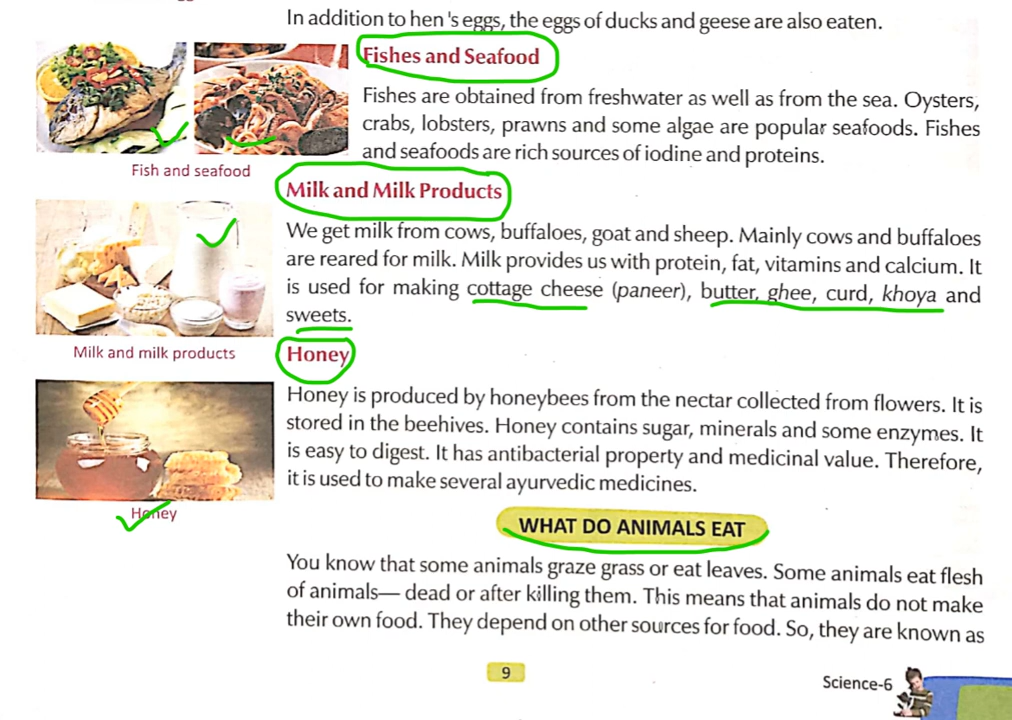 In addition to hen 's eggs, the eggs of ducks and geese are also eaten.
Fishes and Seafood
Fishes are obtained from freshwater as well as from the sea. Oysters,
crabs, lobsters, prawns and some algae are popular seafoods. Fishes
and seafoods are rich sources of iodine and proteins.
Fish and seafood
Milk and Milk Products
We get milk from cows, buffaloes, goat and sheep. Mainly cows and buffaloes
are reared for milk. Milk provides us with protein, fat, vitamins and calcium. It
is used for making cottage cheese (paneer), butter, ghee, curd, khoya and
sweets.
Milk and milk products
Honey
Honey is produced by honeybees from the nectar collected from flowers. It is
stored in the beehives. Honey contains sugar, minerals and some enzymes. It
is easy to digest. It has antibacterial property and medicinal value. Therefore,
it is used to make several ayurvedic medicines.
Honey
WHAT DO ANIMALS EAT
You know that some animals graze grass or eat leaves. Some animals eat flesh
of animals— dead or after killing them. This means that animals do not make
their own food. They depend on other sources for food. So, they are known as
9
Science-6